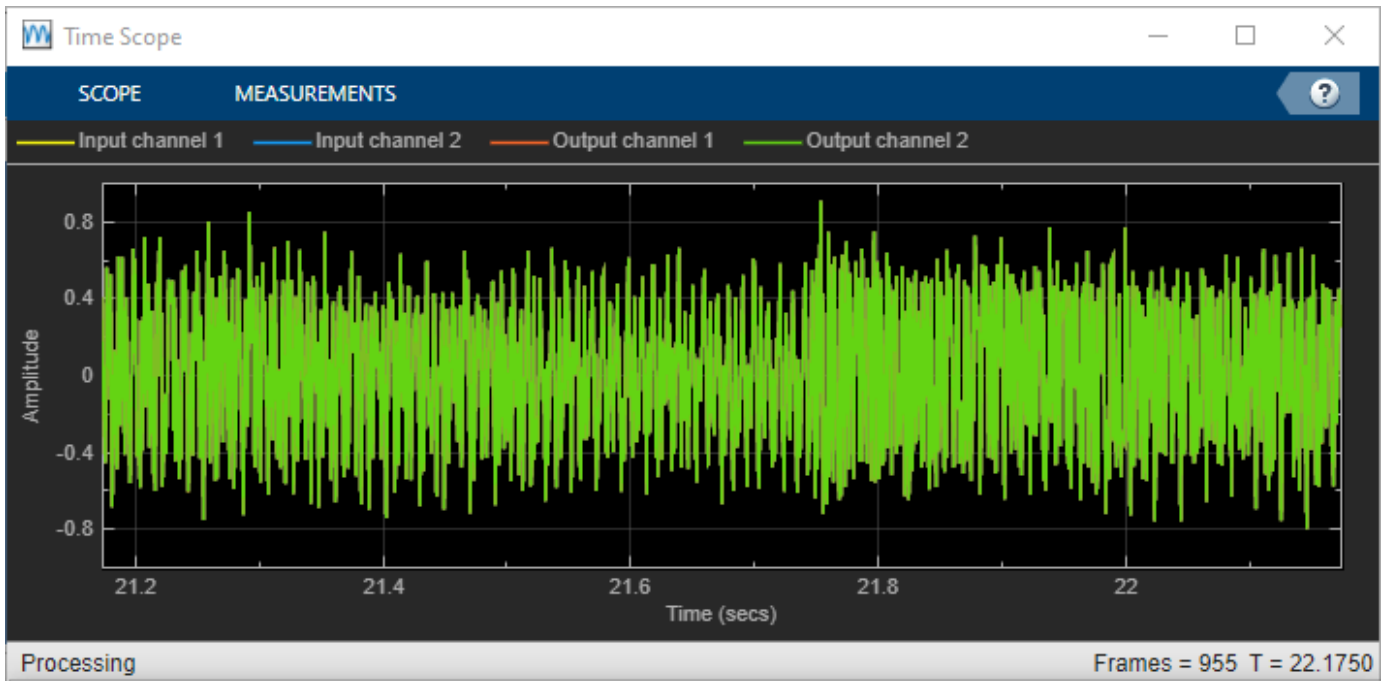 Time Scope
SCOPE MEASUREMENTS ?
Input channel 1 Input channel 2 Output channel 1 Output channel 2
0.8
0.4
0
-0.4
-0.8
Amplitude
21.2 21.4 21.6 21.8 22
Time (secs)
Processing Frames = 955 T = 22.1750